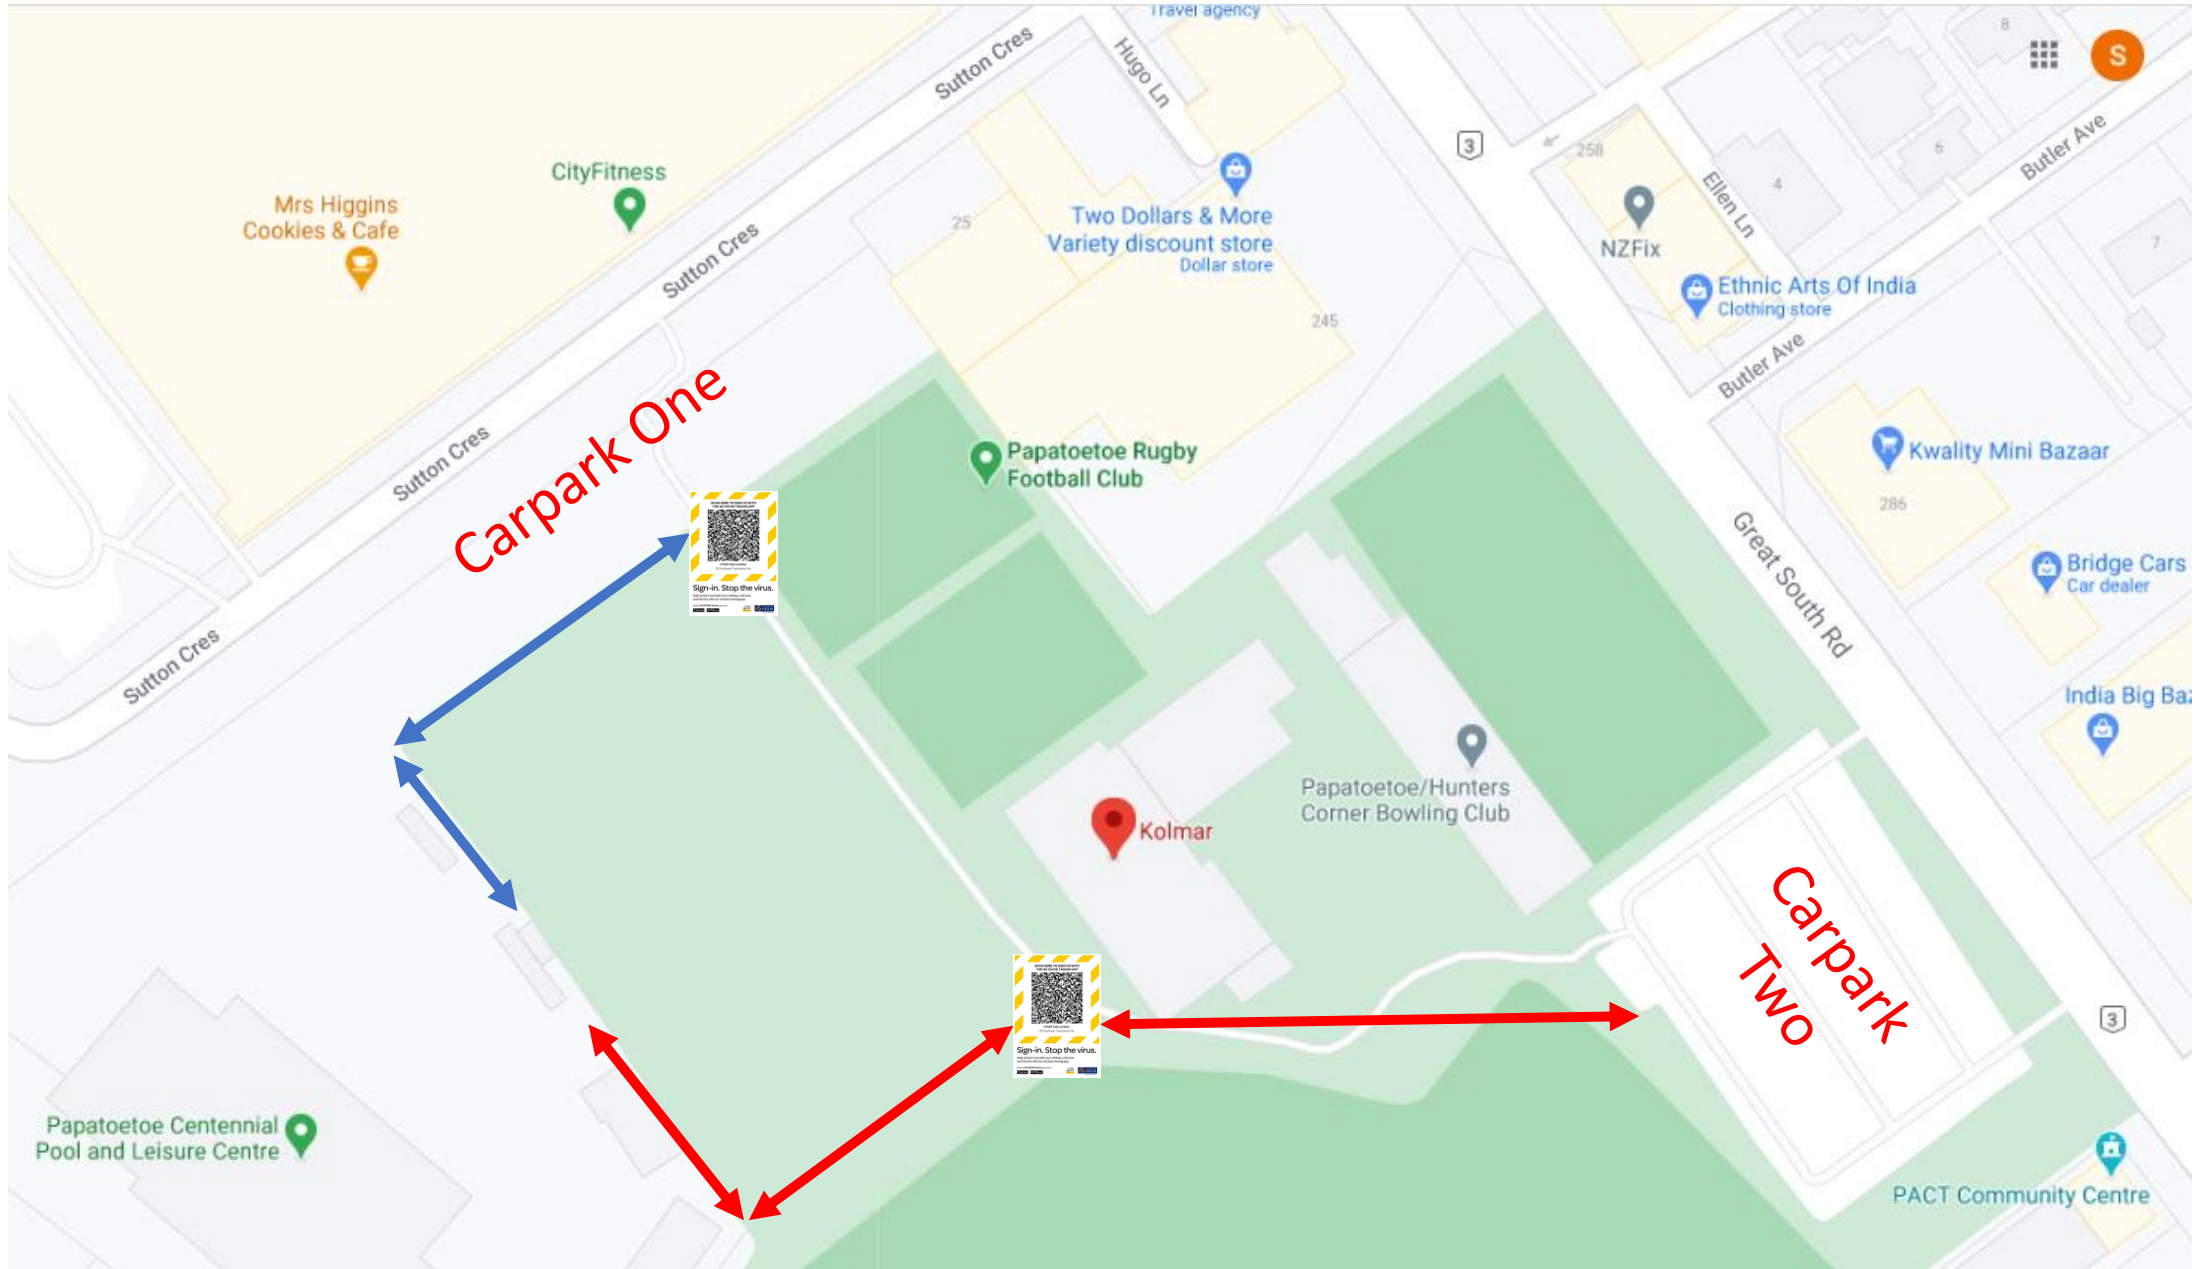 Travel agency
Sutton Cres
Hugo Ln
3
8
S
CityFitness
Mrs Higgins
Cookies & Cafe
258
Ellen Ln
4
6
Butler Ave
Sutton Cres
25
Two Dollars & More
Variety discount store
Dollar store
NZFix
7
Ethnic Arts Of India
Clothing store
245
Butler Ave
Carpark One
Sutton Cres
Papatoetoe Rugby
Football Club
Kwality Mini Bazaar
286
Great South Rd
Bridge Cars
Car dealer
Sign-in. Stop the virus.
Sutton Cres
India Big Baz
Papatoetoe/Hunters
Corner Bowling Club
Kolmar
Carpark
Two
Sign-in. Stop the virus.
3
Papatoetoe Centennial
Pool and Leisure Centre
PACT Community Centre